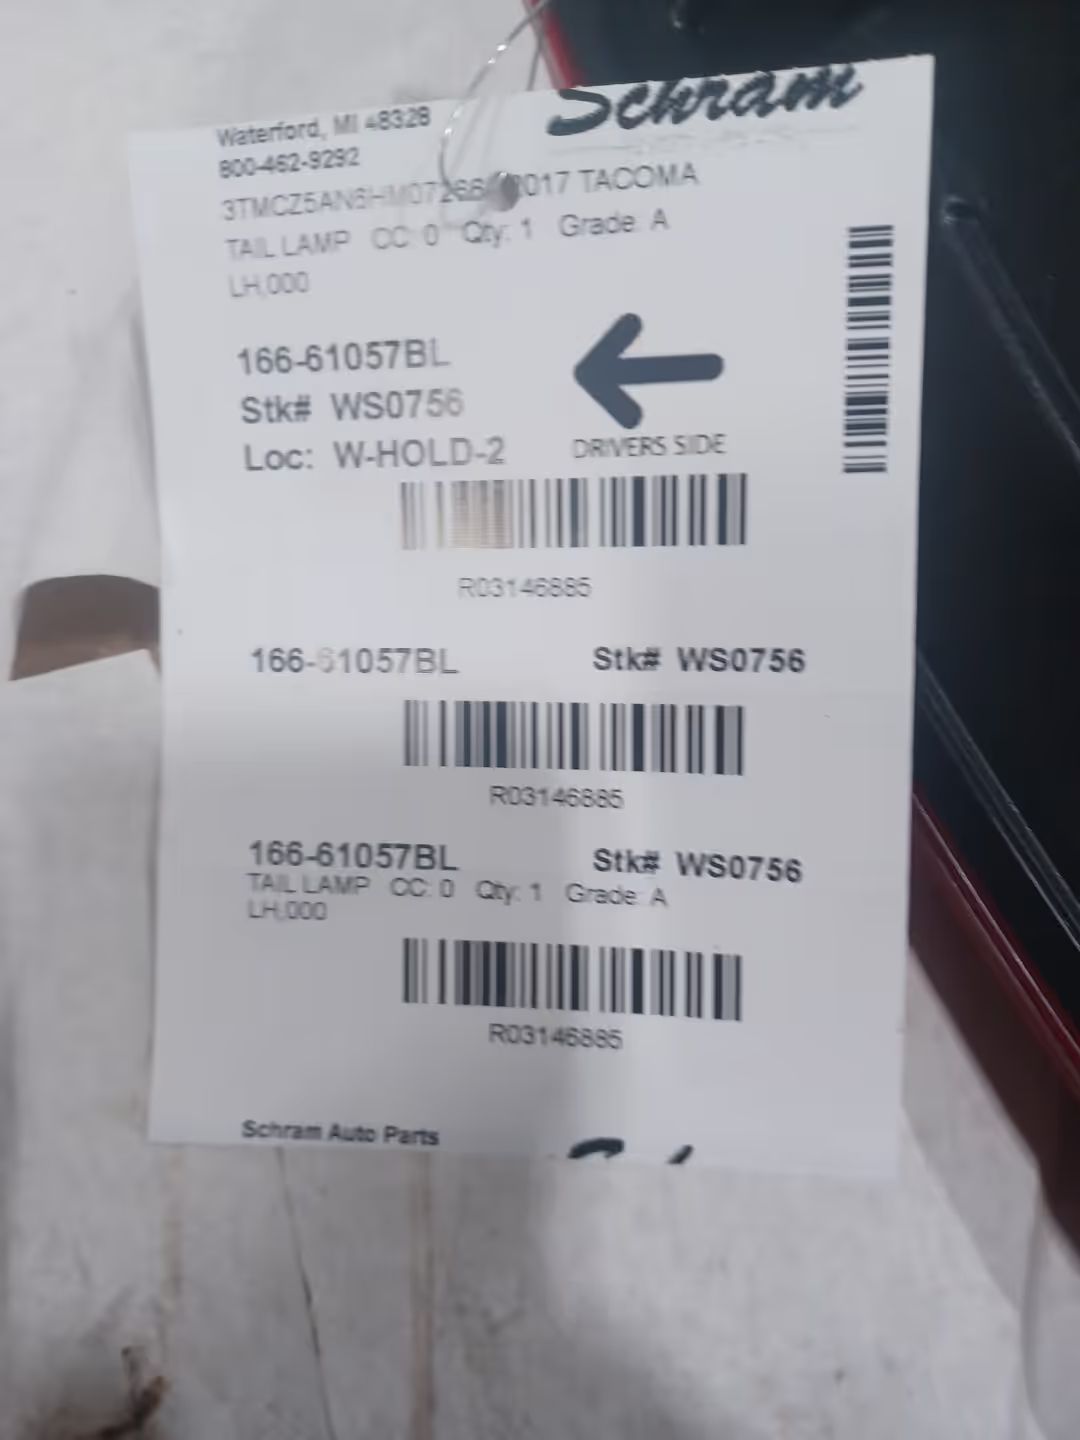 Schram
Waterford, MI 48328
800-462-9292
2017 TACOMA
TAIL LAMP CC: 0 Qty: 1 Grade: A
LH,000
166-61057BL
Stk# WS0756
Loc: W-HOLD-2
DRIVERS SIDE
R03146885
166-61057BL Stk# WS0756
R03146885
166-61057BL Stk# WS0756
TAIL LAMP CC: 0 Qty: 1 Grade: A
LH,000
R03146885
Schram Auto Parts